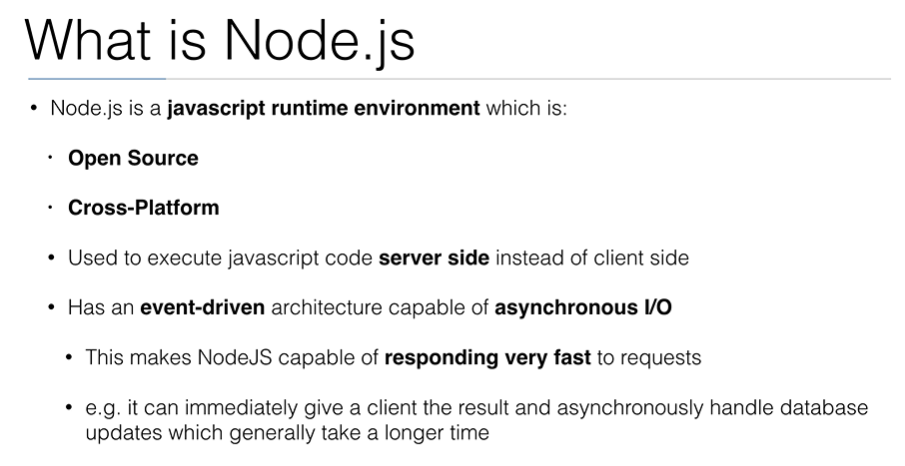 What is Node.js
• Node.js is a javascript runtime environment which is:
• Open Source
• Cross-Platform
• Used to execute javascript code server side instead of client side
• Has an event-driven architecture capable of asynchronous I/O
• This makes NodeJS capable of responding very fast to requests
• e.g. it can immediately give a client the result and asynchronously handle database
updates which generally take a longer time